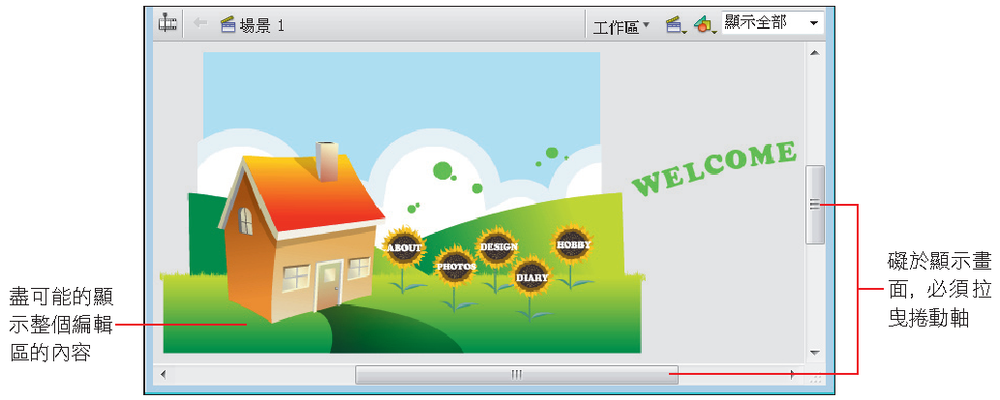 場景 1
工作區
顯示全部
WELCOME
ABOUT
PHOTOS
DESIGN
DIARY
HOBBY
盡可能的顯
示整個編輯
區的內容
礙於顯示畫
面, 必須拉
曳捲動軸